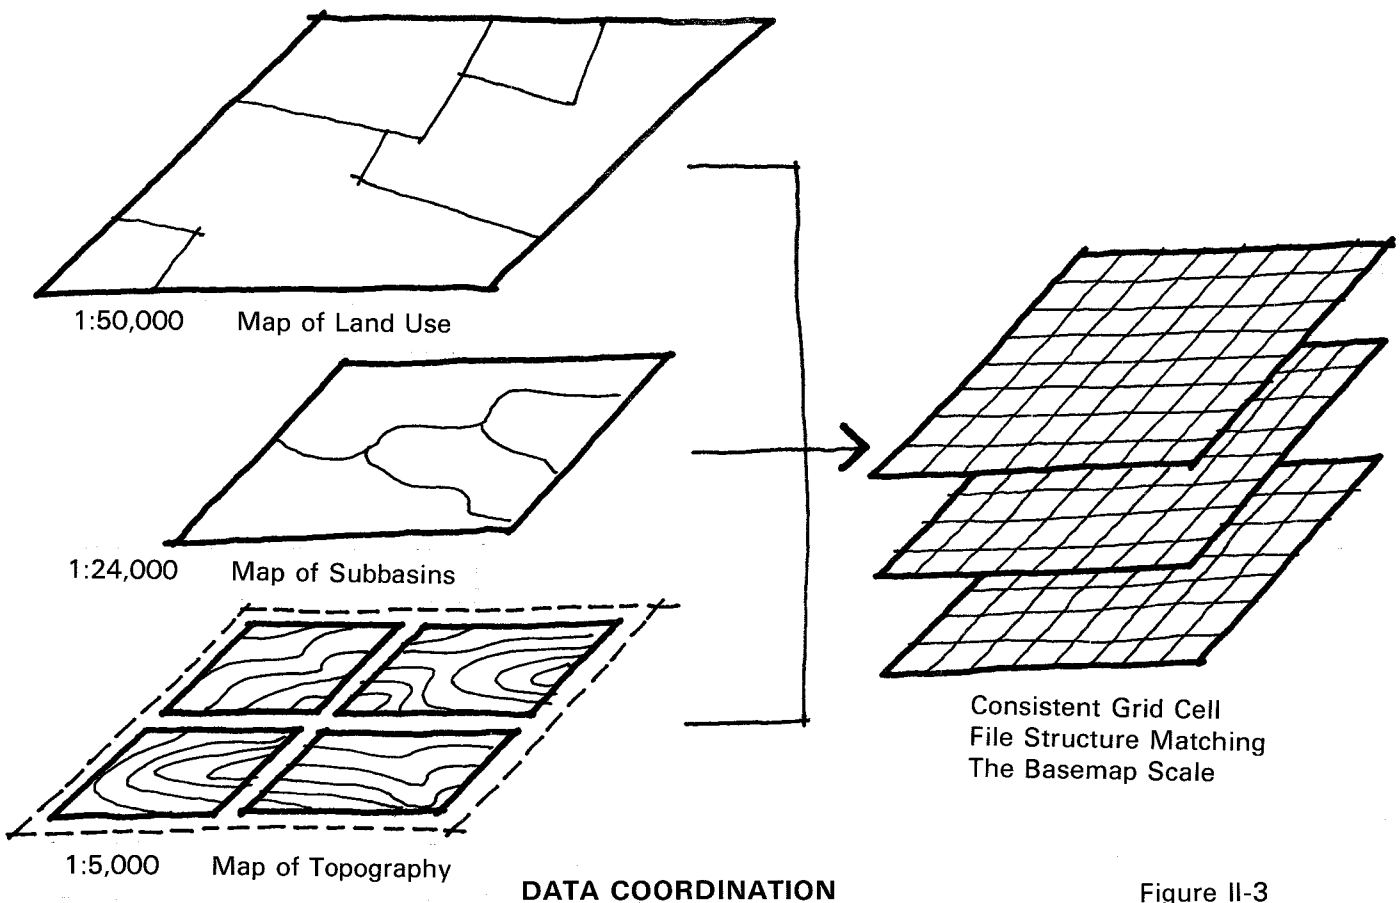 1:50,000 Map of Land Use
1:24,000 Map of Subbasins
1:5,000 Map of Topography
Consistent Grid Cell
File Structure Matching
The Basemap Scale
DATA COORDINATION
Figure II-3